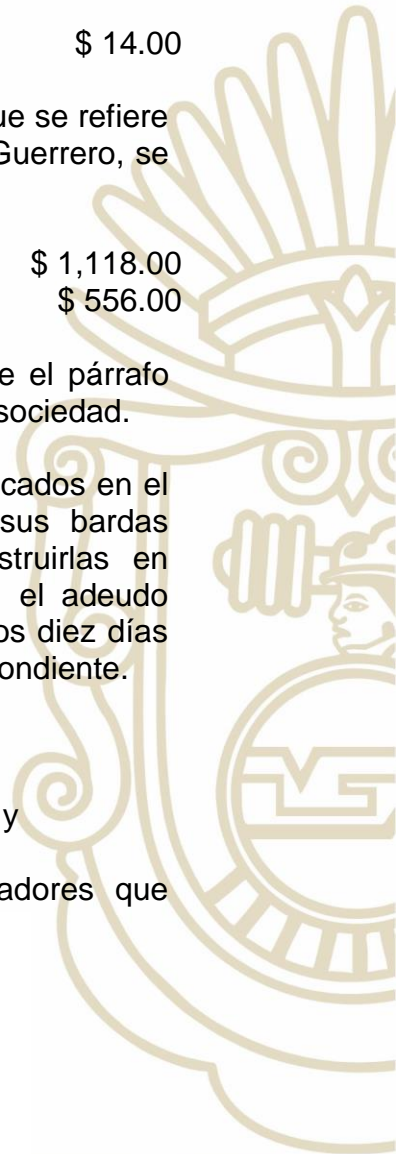 $ 14.00
ue se refiere
Guerrero, se
$ 1,118.00
$ 556.00
e el párrafo
sociedad.
cados en el
sus bardas
struirlas en
el adeudo
os diez días
ondiente.
y
adores que